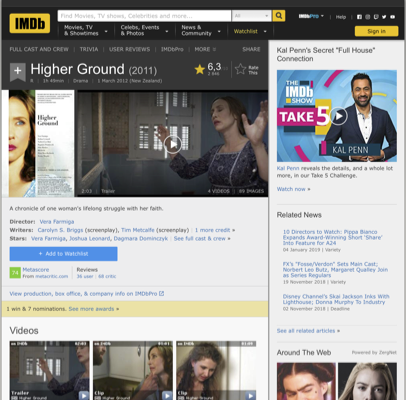 IMDb
Find Movies, TV shows, Celebrities and more...
All
IMDbPro
Help
Movies, TV & Showtimes
Celebs, Events & Photos
News & Community
Watchlist
Sign in
FULL CAST AND CREW | TRIVIA | USER REVIEWS | IMDbPro | MORE
SHARE
Higher Ground (2011)
6,3
Rate This
1h 49min | Drama | 1 March 2012 (New Zealand)
Higher Ground
2:03 | Trailer
4 VIDEOS | 89 IMAGES
A chronicle of one woman's lifelong struggle with her faith.
Director: Vera Farmiga
Writers: Carolyn S. Briggs (screenplay), Tim Metcalfe (screenplay) | 1 more credit »
Stars: Vera Farmiga, Joshua Leonard, Dagmara Dominczyk | See full cast & crew »
+ Add to Watchlist
74
Metascore
From metacritic.com
Reviews
36 user | 88 critic
View production, box office, & company info on IMDbPro
1 win & 7 nominations. See more awards »
Videos
Trailer
Clip
Clip
Kal Penn's Secret "Full House" Connection
THE IMDb SHOW
TAKE 5
KAL PENN
Kal Penn reveals the details, and a whole lot more, in our Take 5 Challenge.
Watch now »
Related News
10 Directors to Watch: Pippa Bianco
Expands Award-Winning Short 'Share'
Into Feature for A24
04 January 2019 | Variety
FX's "Fosse/Verdon" Sets Main Cast;
Norbert Leo Butz, Margaret Qualley Join
as Series Regulars
19 November 2018 | Variety
Disney Channel's Skai Jackson Inks With
Lighthouse; Donna Murphy To Industry
02 November 2018 | Deadline
See all related articles »
Around The Web
Powered by ZergNet